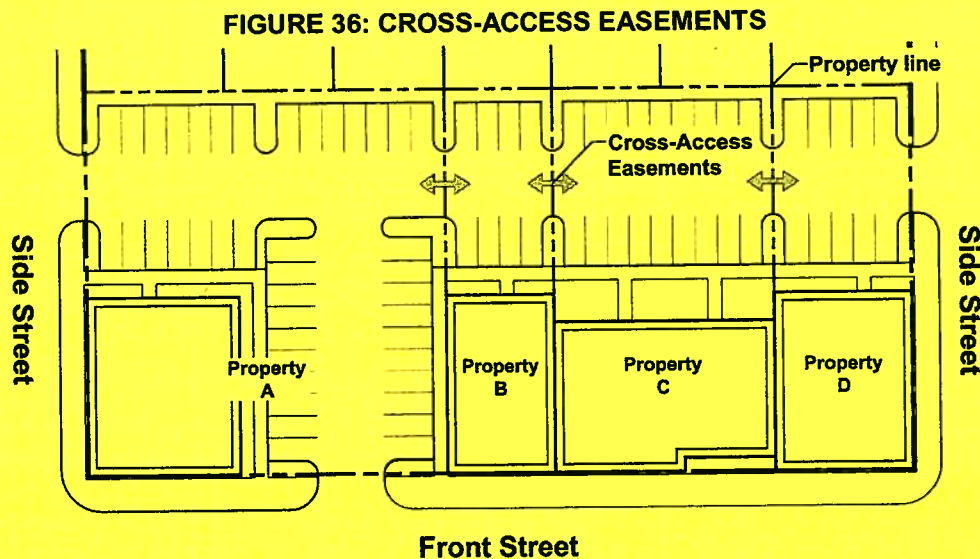 FIGURE 36: CROSS-ACCESS EASEMENTS
Property line
Cross-Access
Easements
Side Street
Side Street
Property
A
Property
B
Property
C
Property
D
Front Street